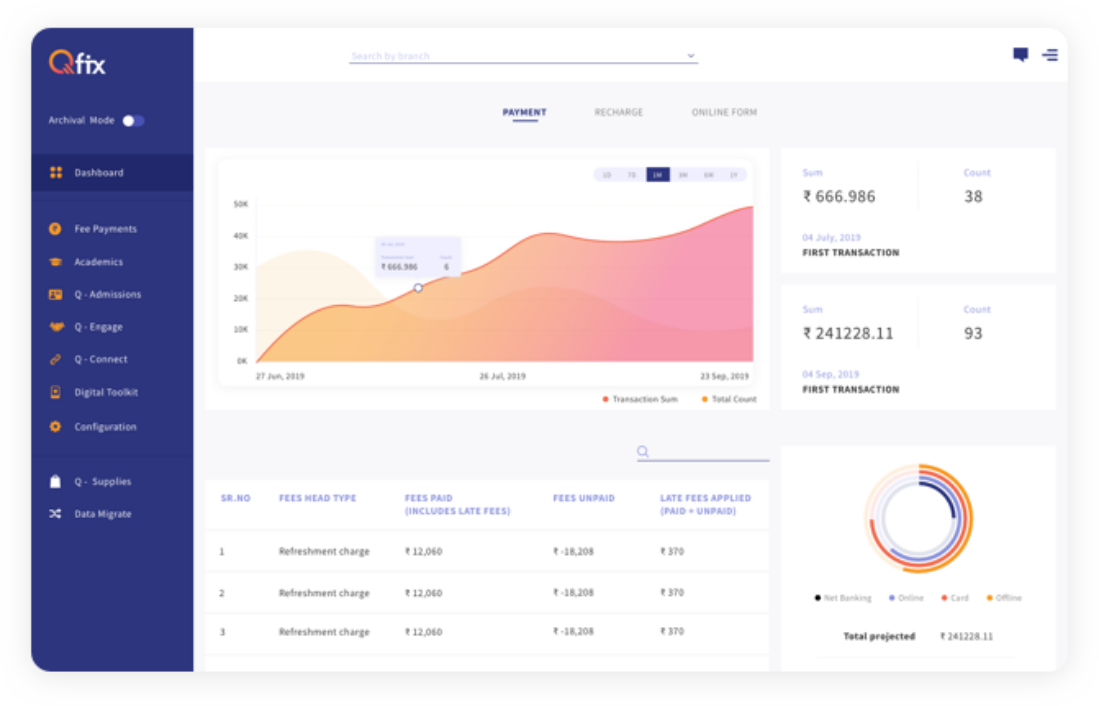 Qfix
Search by branch
Archival Mode
PAYMENT RECHARGE ONILINE FORM
Dashboard
Fee Payments
Academics
Q - Admissions
Q - Engage
Q - Connect
Digital Toolkit
Configuration
Q - Supplies
Data Migrate
1D 7D 1M 3M 6M 1Y
50K
40K
30K
20K
10K
0K
₹ 666.986 6
27 Jun, 2019 26 Jul, 2019 23 Sep, 2019
Transaction Sum Total Count
Sum Count
₹ 666.986 38
04 July, 2019
FIRST TRANSACTION
Sum Count
₹ 241228.11 93
04 Sep, 2019
FIRST TRANSACTION
SR.NO FEES HEAD TYPE FEES PAID FEES UNPAID LATE FEES APPLIED
(INCLUDES LATE FEES) (PAID + UNPAID)
1 Refreshment charge ₹ 12,060 ₹ -18,208 ₹ 370
2 Refreshment charge ₹ 12,060 ₹ -18,208 ₹ 370
3 Refreshment charge ₹ 12,060 ₹ -18,208 ₹ 370
Net Banking Online Card Offline
Total projected ₹ 241228.11